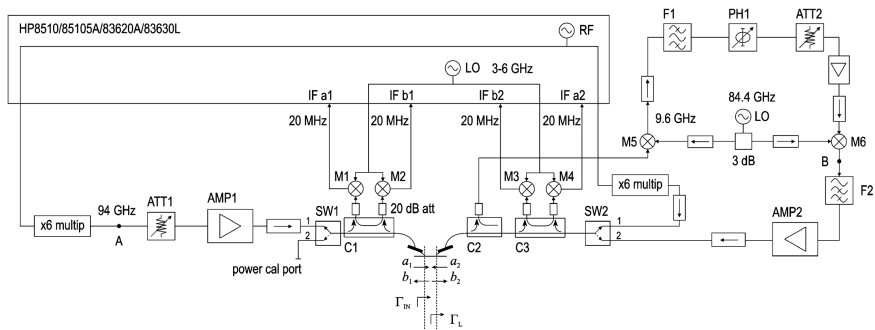 HP8510/85105A/83620A/83630L
RF
LO 3-6 GHz
IF a1
IF b1
IF b2
IF a2
20 MHz
20 MHz
20 MHz
20 MHz
F1
PH1
ATT2
84.4 GHz
LO
9.6 GHz
M5
M6
3 dB
B
F2
M1
M2
M3
M4
x6 multip
20 dB att
94 GHz
ATT1
AMP1
x6 multip
A
SW1
1
2
C1
C2
C3
SW2
1
2
AMP2
power cal port
a1 a2
b1 b2
ΓIN
ΓL